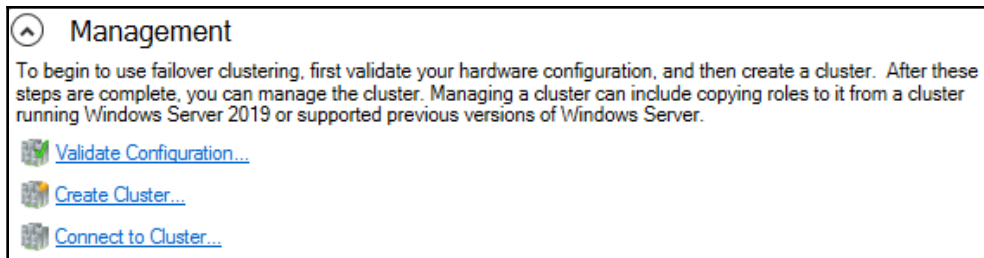 Management
To begin to use failover clustering, first validate your hardware configuration, and then create a cluster.  After these
steps are complete, you can manage the cluster. Managing a cluster can include copying roles to it from a cluster
running Windows Server 2019 or supported previous versions of Windows Server.
Validate Configuration...
Create Cluster...
Connect to Cluster...